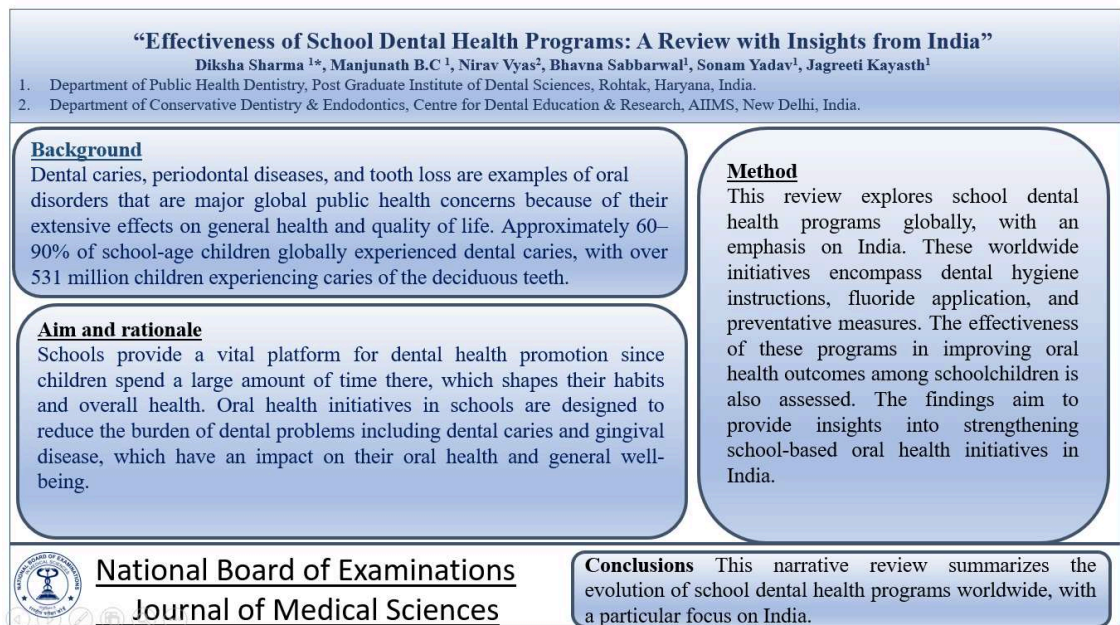 “Effectiveness of School Dental Health Programs: A Review with Insights from India”
Diksha Sharma ¹*, Manjunath B.C ¹, Nirav Vyas², Bhavna Sabbarwal¹, Sonam Yadav¹, Jagreeti Kayasth¹
1. Department of Public Health Dentistry, Post Graduate Institute of Dental Sciences, Rohtak, Haryana, India.
2. Department of Conservative Dentistry & Endodontics, Centre for Dental Education & Research, AIIMS, New Delhi, India.
Background
Dental caries, periodontal diseases, and tooth loss are examples of oral
disorders that are major global public health concerns because of their
extensive effects on general health and quality of life. Approximately 60–
90% of school-age children globally experienced dental caries, with over
531 million children experiencing caries of the deciduous teeth.
Aim and rationale
Schools provide a vital platform for dental health promotion since
children spend a large amount of time there, which shapes their habits
and overall health. Oral health initiatives in schools are designed to
reduce the burden of dental problems including dental caries and gingival
disease, which have an impact on their oral health and general well-
being.
Method
This review explores school dental
health programs globally, with an
emphasis on India. These worldwide
initiatives encompass dental hygiene
instructions, fluoride application, and
preventative measures. The effectiveness
of these programs in improving oral
health outcomes among schoolchildren is
also assessed. The findings aim to
provide insights into strengthening
school-based oral health initiatives in
India.
National Board of Examinations
Journal of Medical Sciences
Conclusions This narrative review summarizes the
evolution of school dental health programs worldwide, with
a particular focus on India.